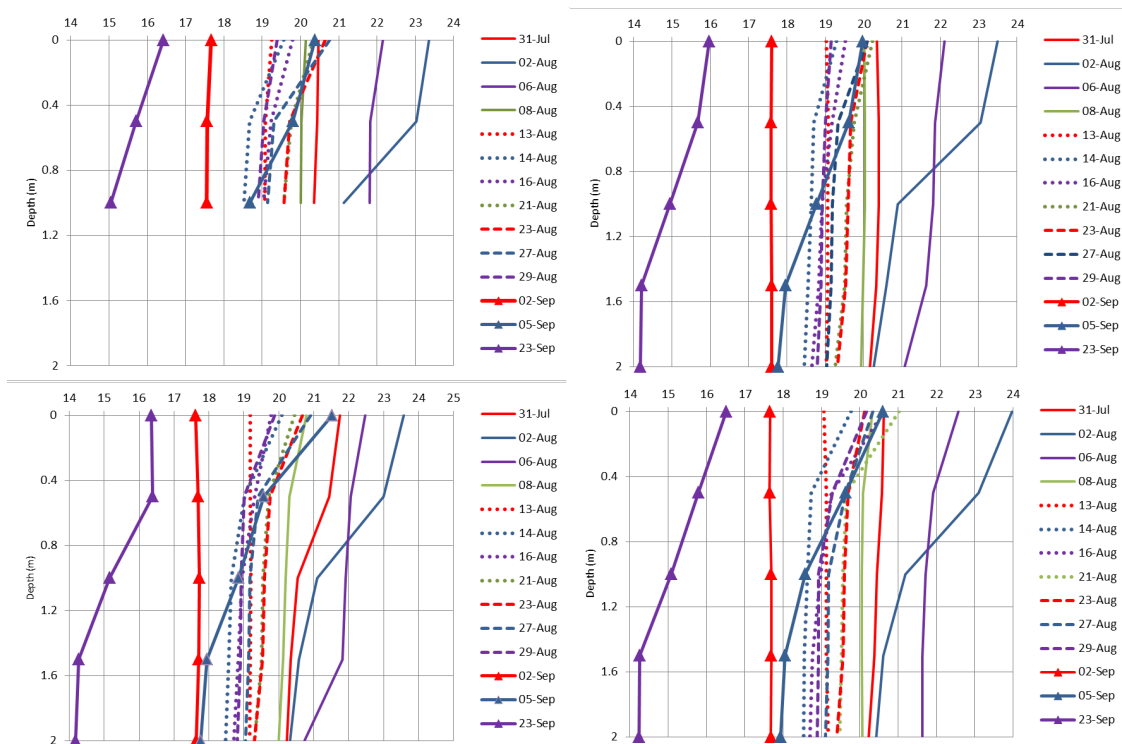 14 15 16 17 18 19 20 21 22 23 24
0
0.4
0.8
1.2
1.6
2
Depth (m)
31-Jul
02-Aug
06-Aug
08-Aug
13-Aug
14-Aug
16-Aug
21-Aug
23-Aug
27-Aug
29-Aug
02-Sep
05-Sep
23-Sep
14 15 16 17 18 19 20 21 22 23 24
0
0.4
0.8
1.2
1.6
2
Depth (m)
31-Jul
02-Aug
06-Aug
08-Aug
13-Aug
14-Aug
16-Aug
21-Aug
23-Aug
27-Aug
29-Aug
02-Sep
05-Sep
23-Sep
14 15 16 17 18 19 20 21 22 23 24 25
0
0.4
0.8
1.2
1.6
2
Depth (m)
31-Jul
02-Aug
06-Aug
08-Aug
13-Aug
14-Aug
16-Aug
21-Aug
23-Aug
27-Aug
29-Aug
02-Sep
05-Sep
23-Sep
14 15 16 17 18 19 20 21 22 23 24
0
0.4
0.8
1.2
1.6
2
Depth (m)
31-Jul
02-Aug
06-Aug
08-Aug
13-Aug
14-Aug
16-Aug
21-Aug
23-Aug
27-Aug
29-Aug
02-Sep
05-Sep
23-Sep